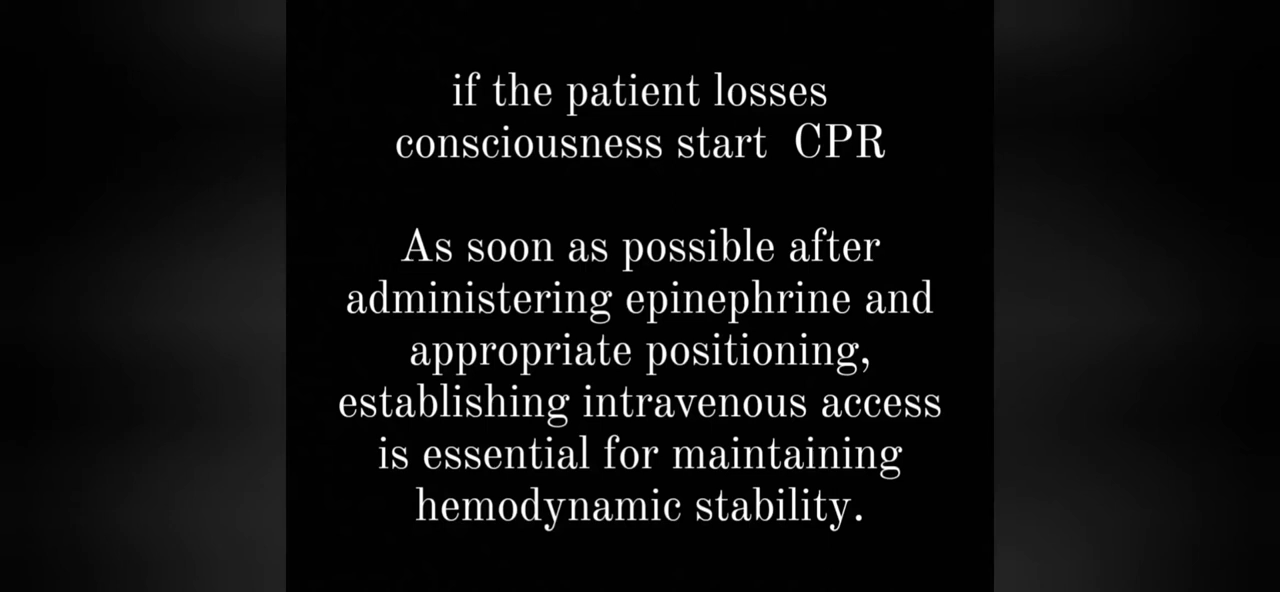 if the patient losses
consciousness start CPR
As soon as possible after
administering epinephrine and
appropriate positioning,
establishing intravenous access
is essential for maintaining
hemodynamic stability.